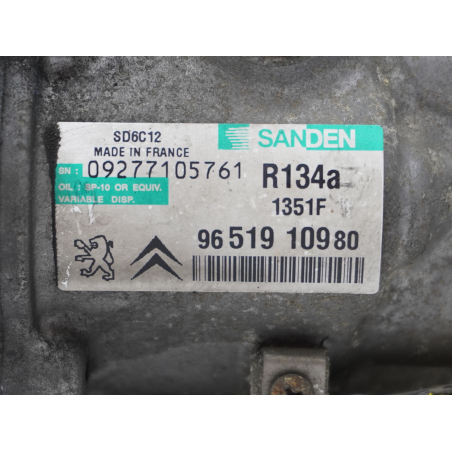 SD6C12
MADE IN FRANCE
SANDEN
SN : 09277105761
OIL : SP-10 OR EQUIV.
VARIABLE DISP.
R134a
1351F
96 519 109 80